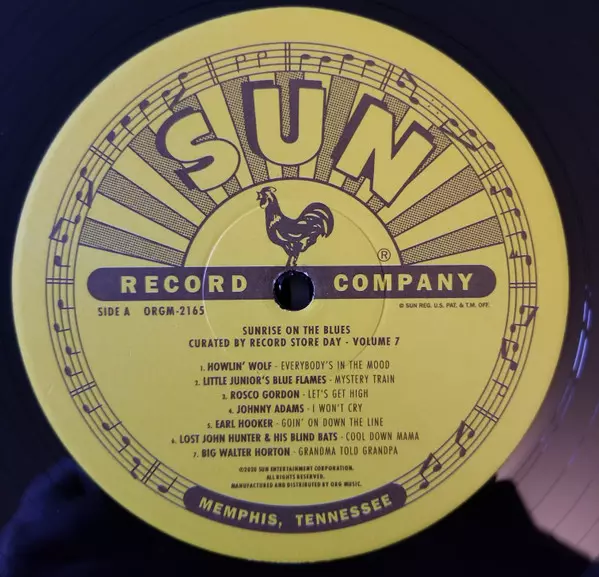 SUN
®
RECORD COMPANY
SIDE A ORGM-2165
© SUN REG. U.S. PAT. & T.M. OFF.
SUNRISE ON THE BLUES
CURATED BY RECORD STORE DAY - VOLUME 7
1. HOWLIN' WOLF - EVERYBODY'S IN THE MOOD
2. LITTLE JUNIOR'S BLUE FLAMES - MYSTERY TRAIN
3. ROSCO GORDON - LET'S GET HIGH
4. JOHNNY ADAMS - I WON'T CRY
5. EARL HOOKER - GOIN' ON DOWN THE LINE
6. LOST JOHN HUNTER & HIS BLIND BATS - COOL DOWN MAMA
7. BIG WALTER HORTON - GRANDMA TOLD GRANDPA
©2020 SUN ENTERTAINMENT CORPORATION.
ALL RIGHTS RESERVED.
MANUFACTURED AND DISTRIBUTED BY ORG MUSIC.
MEMPHIS, TENNESSEE